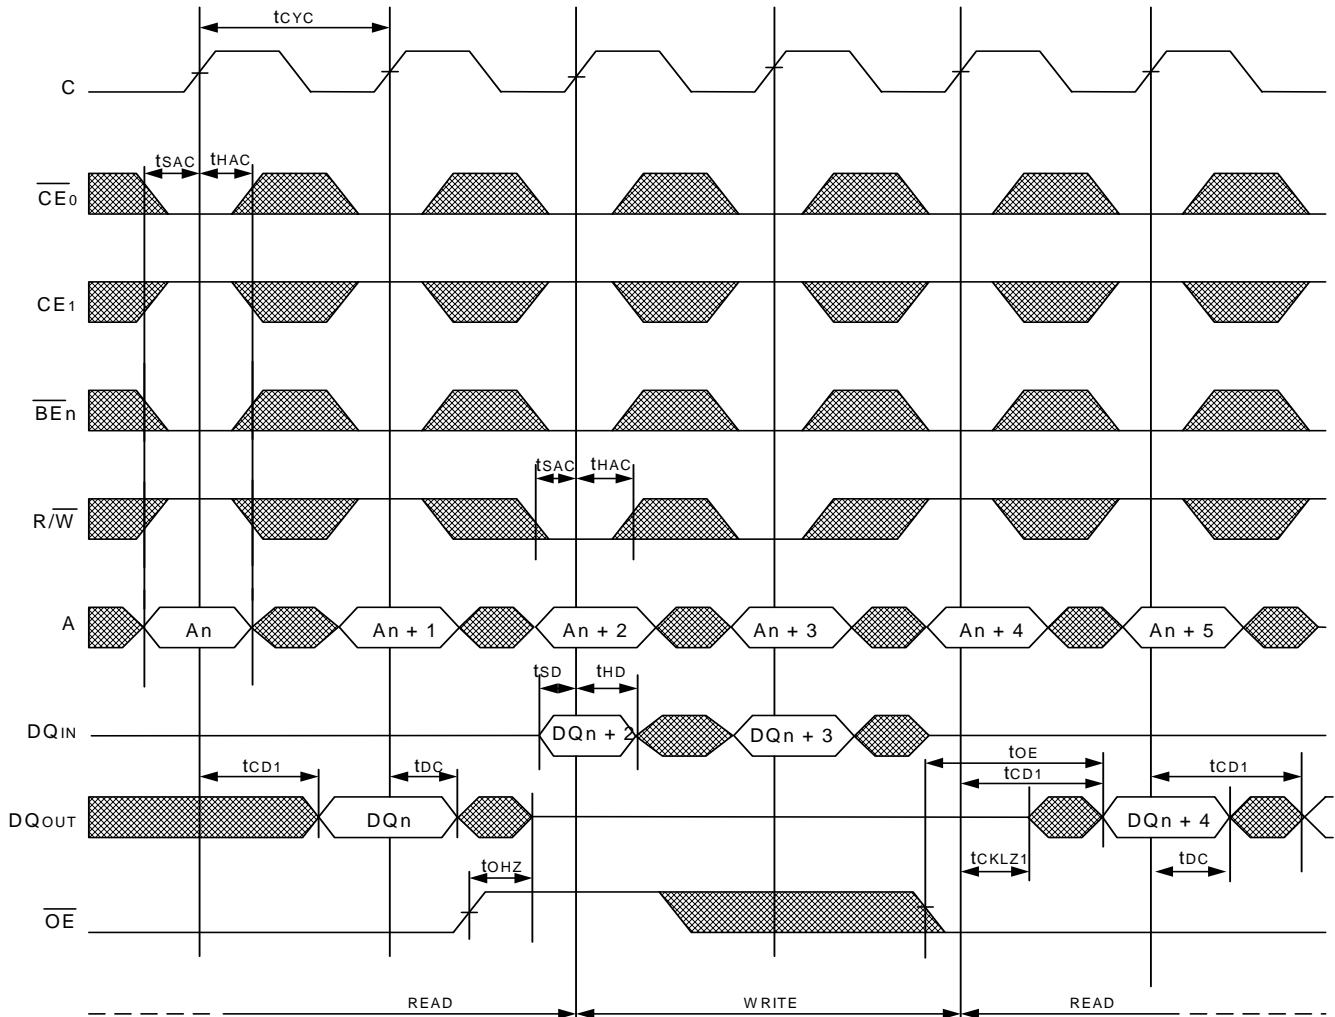 tCYC
C
tSAC tHAC
CE0
CE1
BEn
tSAC tHAC
R/W
A An An + 1 An + 2 An + 3 An + 4 An + 5
tSD tHD
DQIN DQn + 2 DQn + 3
tOE
tCD1 tDC tCD1 tCD1
DQOUT DQn DQn + 4
tOHZ tCKLZ1 tDC
OE
READ WRITE READ